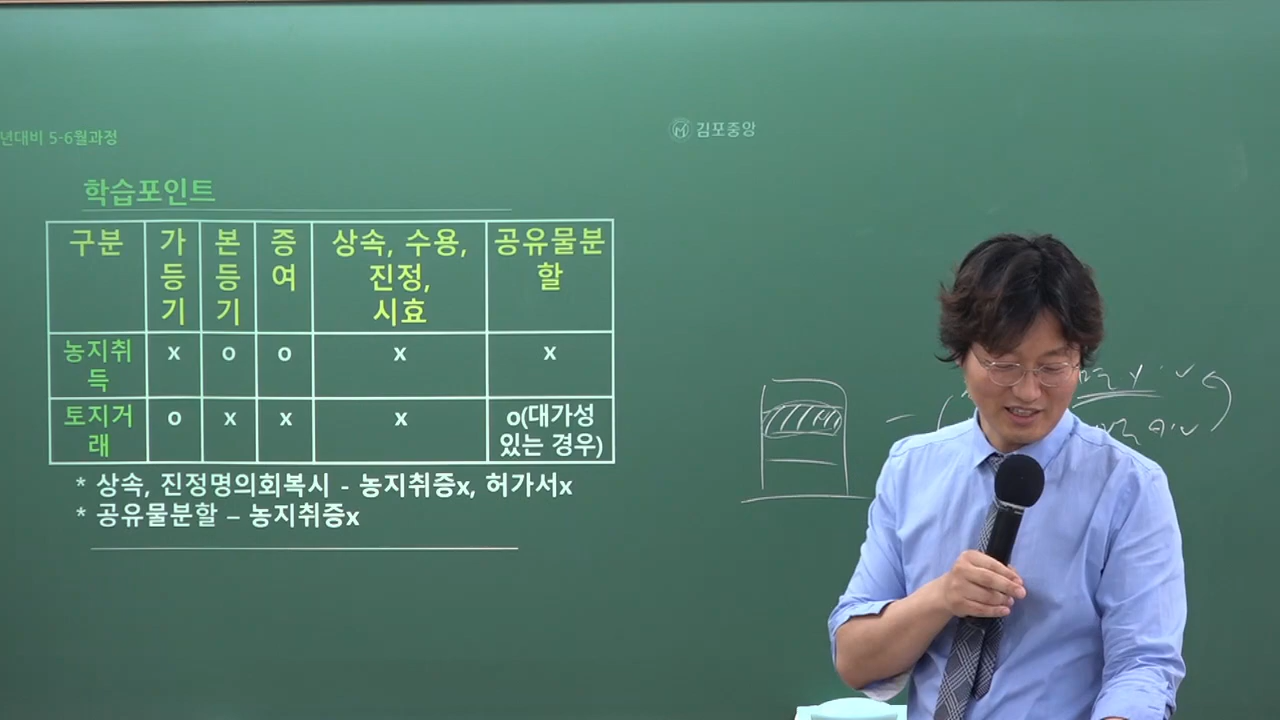 년대비 5-6월과정
김포중앙
학습포인트
구분
가
등
기
본
등
기
증
여
상속, 수용,
진정,
시효
공유물분
할
농지취
득
x
o
o
x
x
토지거
래
o
x
x
x
o(대가성
있는 경우)
* 상속, 진정명의회복시 - 농지취증x, 허가서x
* 공유물분할 – 농지취증x